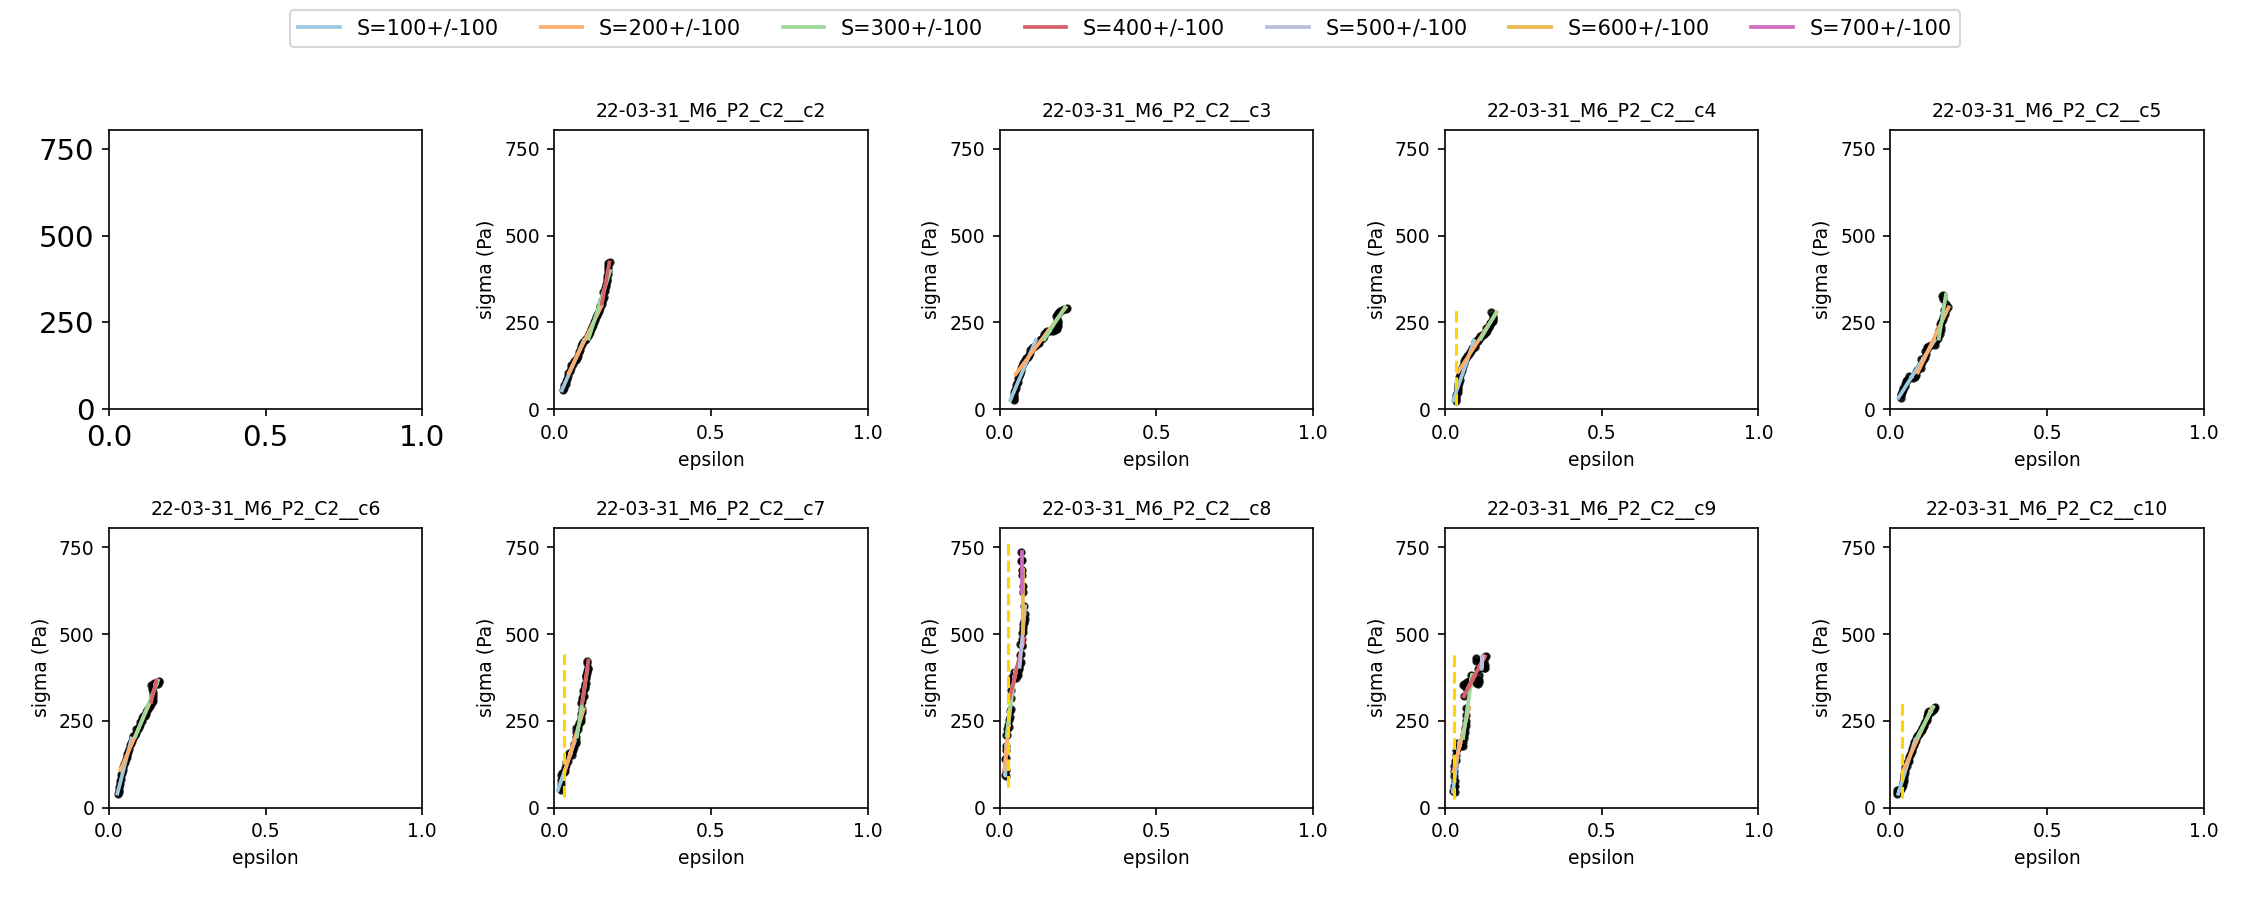 S=100+/-100 S=200+/-100 S=300+/-100 S=400+/-100 S=500+/-100 S=600+/-100 S=700+/-100
22-03-31_M6_P2_C2__c2 22-03-31_M6_P2_C2__c3 22-03-31_M6_P2_C2__c4 22-03-31_M6_P2_C2__c5
750 750 750 750 750
500 500 500 500 500
sigma (Pa) sigma (Pa) sigma (Pa) sigma (Pa)
250 250 250 250 250
0 0 0 0 0
0.0 0.5 1.0 0.0 0.5 1.0 0.0 0.5 1.0 0.0 0.5 1.0 0.0 0.5 1.0
epsilon epsilon epsilon epsilon
22-03-31_M6_P2_C2__c6 22-03-31_M6_P2_C2__c7 22-03-31_M6_P2_C2__c8 22-03-31_M6_P2_C2__c9 22-03-31_M6_P2_C2__c10
750 750 750 750 750
500 500 500 500 500
sigma (Pa) sigma (Pa) sigma (Pa) sigma (Pa) sigma (Pa)
250 250 250 250 250
0 0 0 0 0
0.0 0.5 1.0 0.0 0.5 1.0 0.0 0.5 1.0 0.0 0.5 1.0 0.0 0.5 1.0
epsilon epsilon epsilon epsilon epsilon